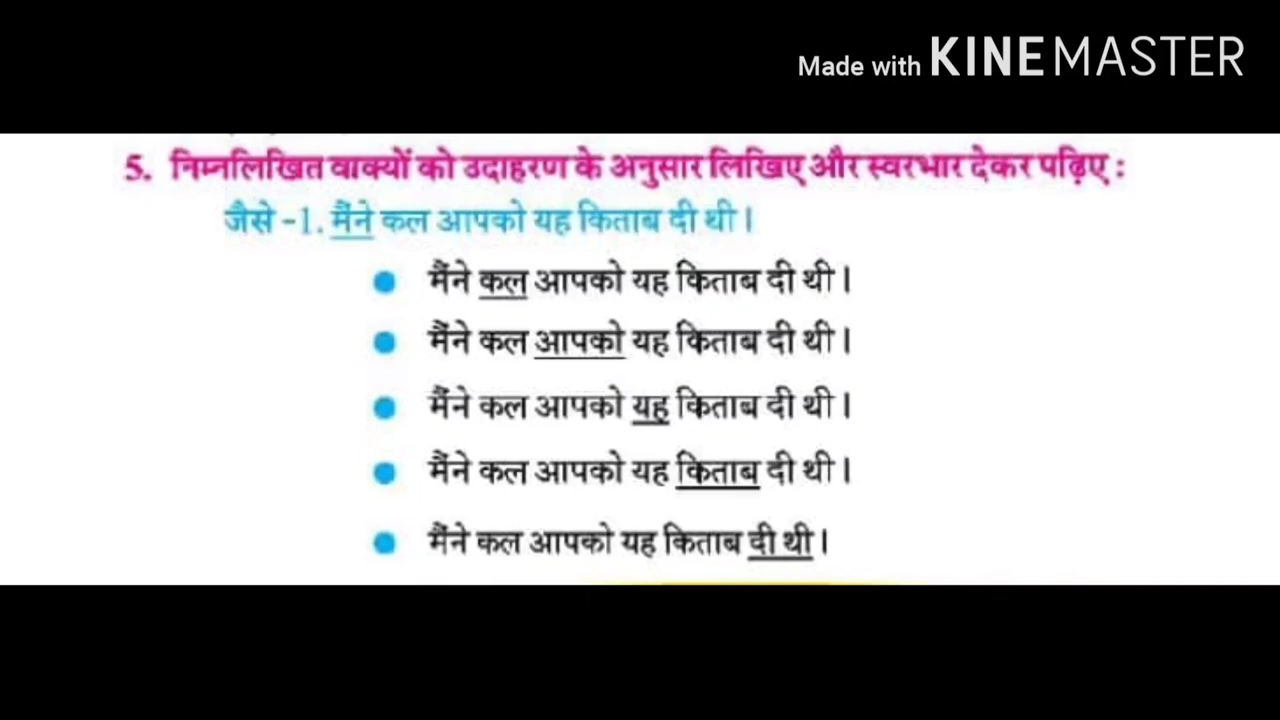 Made with KINEMASTER
5. निम्नलिखित वाक्यों को उदाहरण के अनुसार लिखिए और स्वरभार देकर पढ़िए :
जैसे -1. मैंने कल आपको यह किताब दी थी।
● मैंने कल आपको यह किताब दी थी।
● मैंने कल आपको यह किताब दी थी।
● मैंने कल आपको यह किताब दी थी।
● मैंने कल आपको यह किताब दी थी।
● मैंने कल आपको यह किताब दी थी।